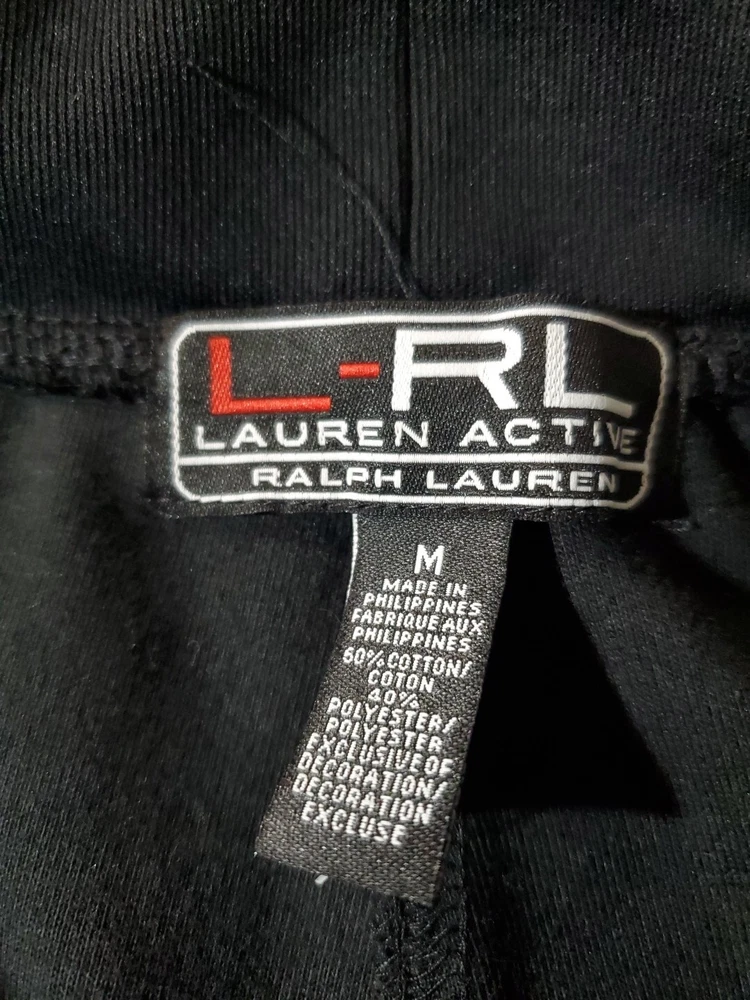 L-RL
LAUREN ACTIVE
RALPH LAUREN
M
MADE IN
PHILIPPINES
FABRIQUE AUX
PHILIPPINES
60% COTTON/
COTON
40%
POLYESTER/
POLYESTER
EXCLUSIVE OF
DECORATION/
DECORATION
EXCLUSE